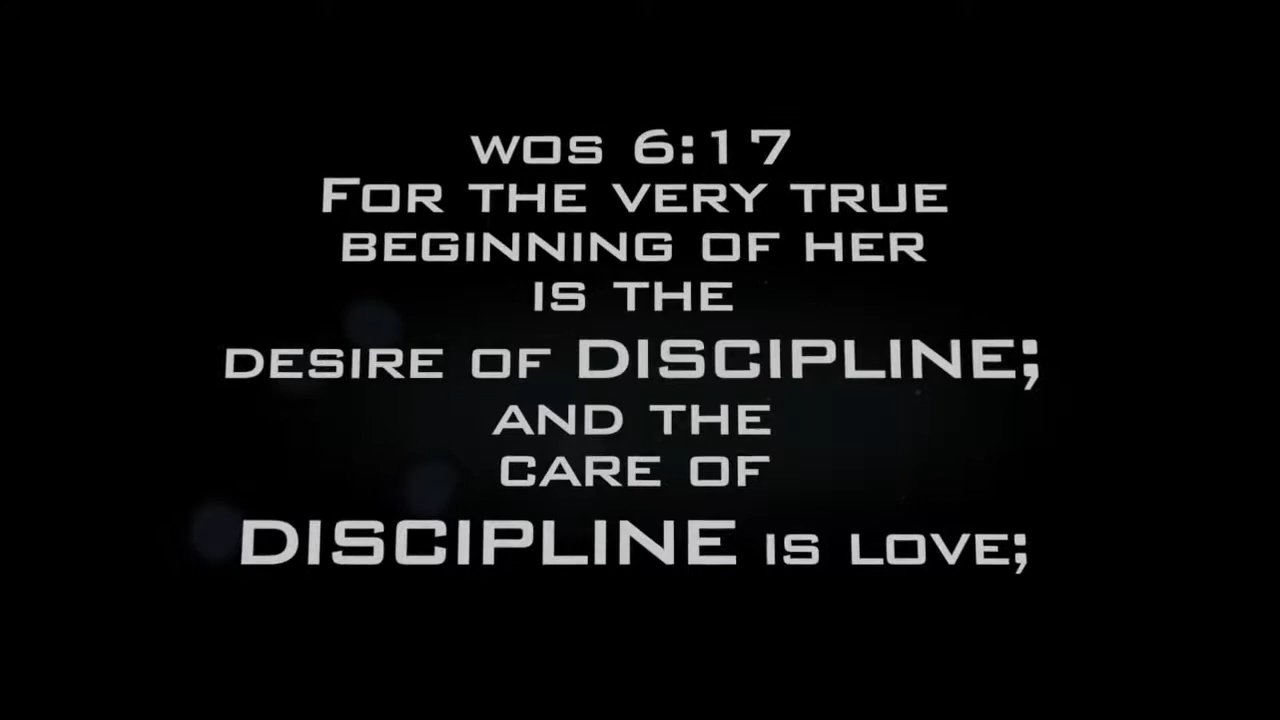 WOS 6:17
FOR THE VERY TRUE
BEGINNING OF HER
IS THE
DESIRE OF DISCIPLINE;
AND THE
CARE OF
DISCIPLINE IS LOVE;